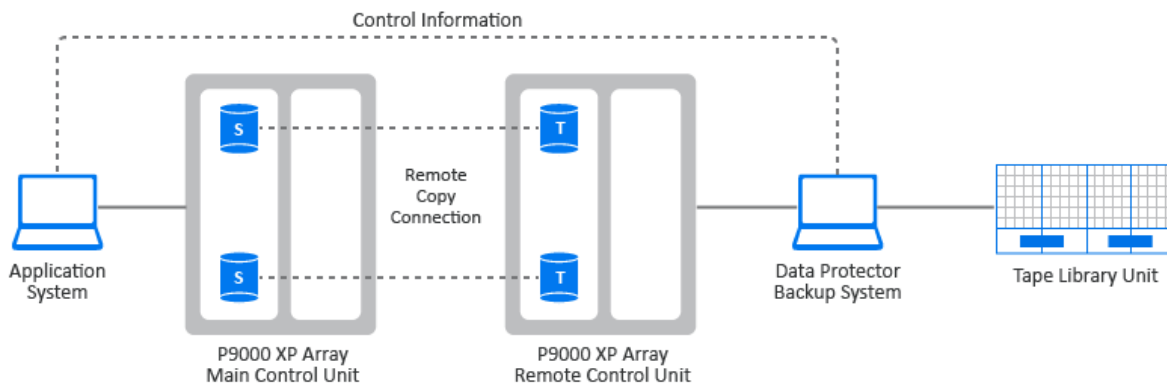 Control Information
S
T
Remote
Copy
Connection
S
T
Application
System
Data Protector
Backup System
Tape Library Unit
P9000 XP Array
Main Control Unit
P9000 XP Array
Remote Control Unit